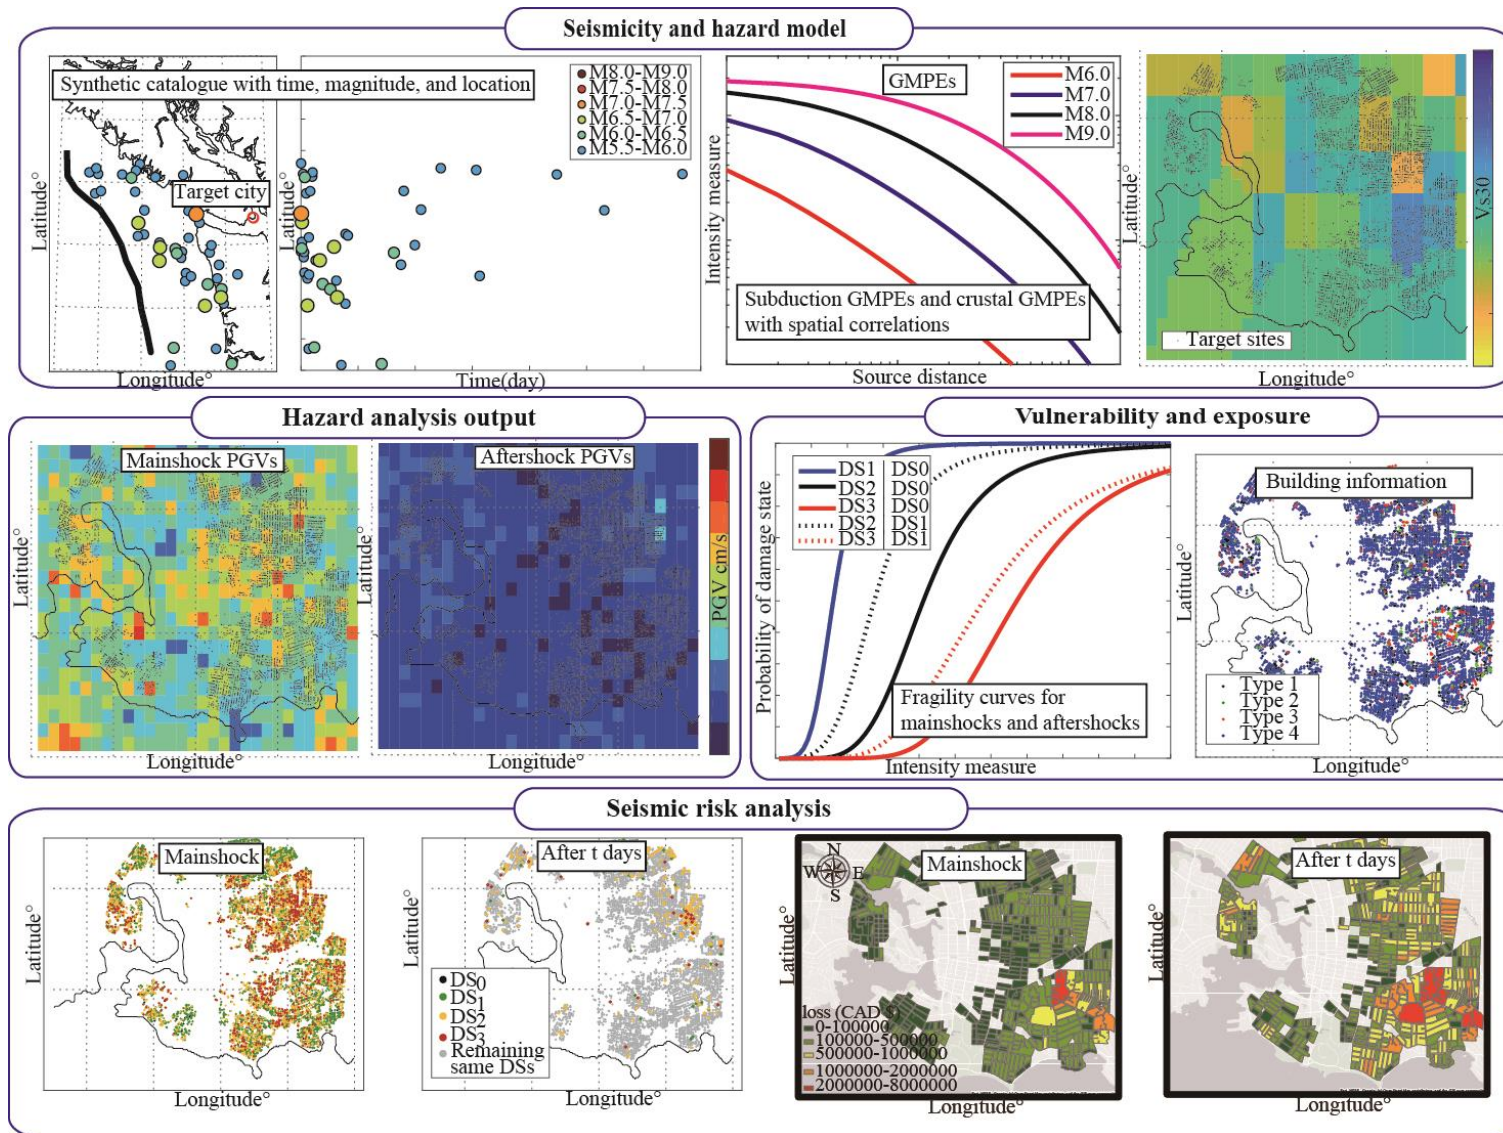 Seismicity and hazard model
Synthetic catalogue with time, magnitude, and location
M8.0-M9.0
M7.5-M8.0
M7.0-M7.5
M6.5-M7.0
M6.0-M6.5
M5.5-M6.0
Target city
Latitude°
Longitude°
Latitude°
Time(day)
GMPEs
M6.0
M7.0
M8.0
M9.0
Intensity measure
Subduction GMPEs and crustal GMPEs
with spatial correlations
Source distance
Latitude°
Target sites
Longitude°
Vs30
Hazard analysis output
Mainshock PGVs
Latitude°
Longitude°
Aftershock PGVs
Latitude°
Longitude°
PGV cm/s
Vulnerability and exposure
DS1 DS0
DS2 DS0
DS3 DS0
DS2 DS1
DS3 DS1
Probability of damage state
Fragility curves for
mainshocks and aftershocks
Intensity measure
Building information
Latitude°
Type 1
Type 2
Type 3
Type 4
Longitude°
Seismic risk analysis
Mainshock
Latitude°
Longitude°
After t days
Latitude°
DS0
DS1
DS2
DS3
Remaining
same DSs
Longitude°
N
W E
S
Mainshock
Latitude°
loss (CAD $)
0-100000
100000-500000
500000-1000000
1000000-2000000
2000000-8000000
Longitude°
After t days
Latitude°
Longitude°